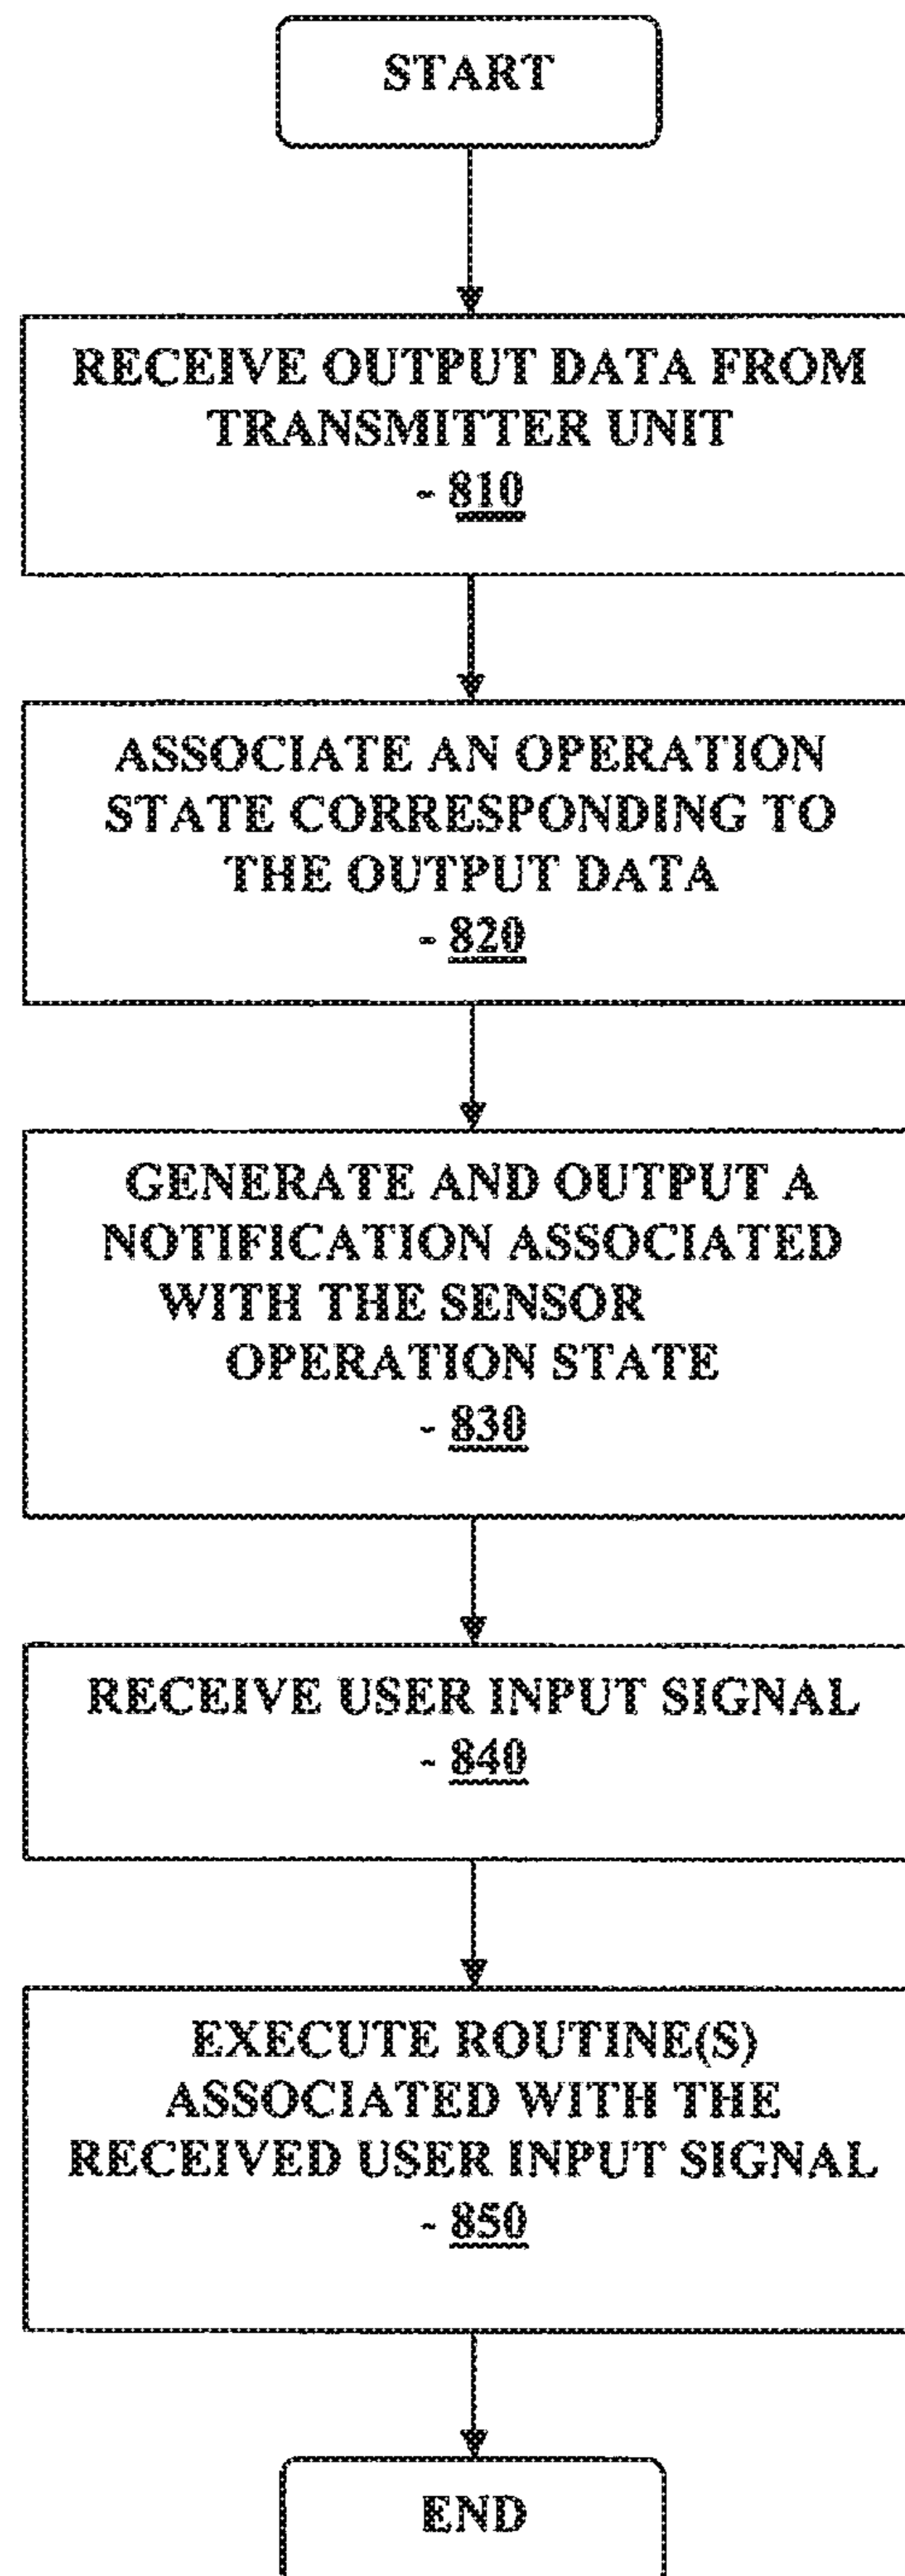 START
RECEIVE OUTPUT DATA FROM
TRANSMITTER UNIT
- 810
ASSOCIATE AN OPERATION
STATE CORRESPONDING TO
THE OUTPUT DATA
- 820
GENERATE AND OUTPUT A
NOTIFICATION ASSOCIATED
WITH THE SENSOR
OPERATION STATE
- 830
RECEIVE USER INPUT SIGNAL
- 840
EXECUTE ROUTINE(S)
ASSOCIATED WITH THE
RECEIVED USER INPUT SIGNAL
- 850
END